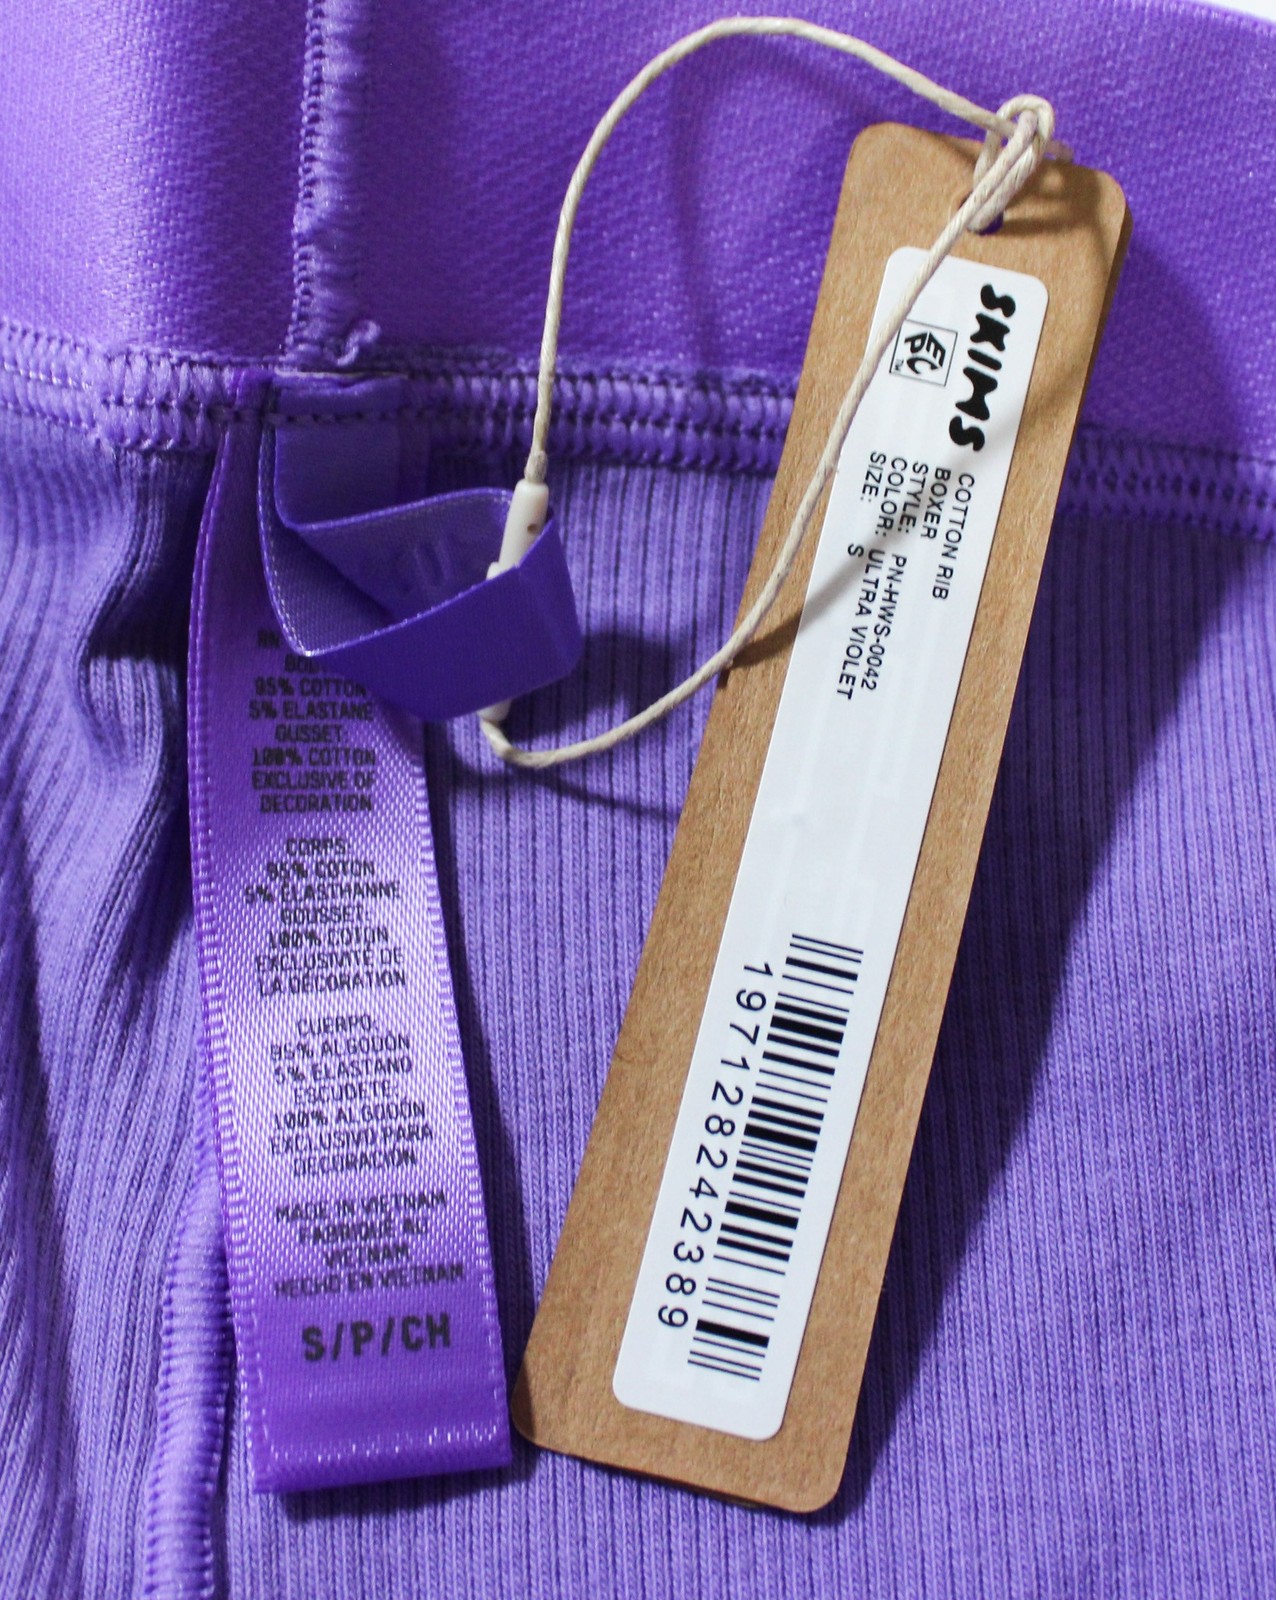 95% COTTON
5% ELASTANE
GUSSET:
100% COTTON
EXCLUSIVE OF
DECORATION
CORPS:
95% COTON
5% ÉLASTHANNE
GOUSSET:
100% COTON
EXCLUSIVITÉ DE
LA DÉCORATION
CUERPO:
95% ALGODÓN
5% ELASTANO
ESCUDETE:
100% ALGODÓN
EXCLUSIVO PARA
DECORACIÓN
MADE IN VIETNAM
FABRIQUÉ AU
VIETNAM
HECHO EN VIETNAM
S/P/CH
SKIMS
COTTON RIB
BOXER
STYLE: PN-HWS-0042
COLOR: ULTRA VIOLET
SIZE: S
197128242389